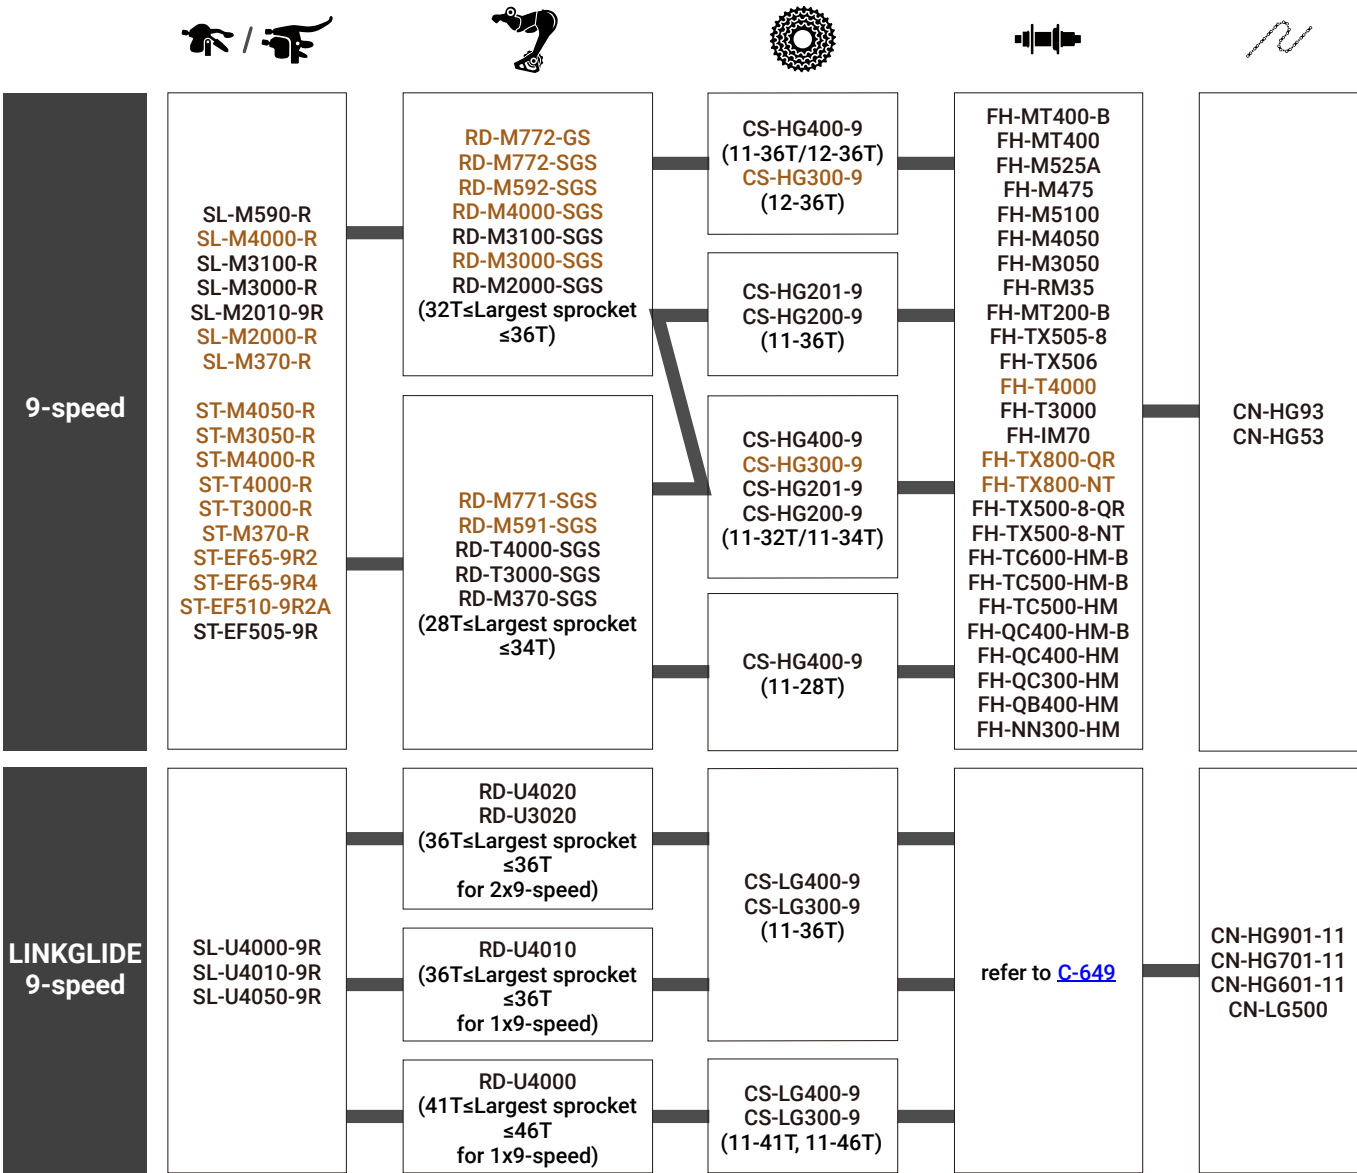 /
9-speed
SL-M590-R
SL-M4000-R
SL-M3100-R
SL-M3000-R
SL-M2010-9R
SL-M2000-R
SL-M370-R
ST-M4050-R
ST-M3050-R
ST-M4000-R
ST-T4000-R
ST-T3000-R
ST-M370-R
ST-EF65-9R2
ST-EF65-9R4
ST-EF510-9R2A
ST-EF505-9R
RD-M772-GS
RD-M772-SGS
RD-M592-SGS
RD-M4000-SGS
RD-M3100-SGS
RD-M3000-SGS
RD-M2000-SGS
(32T≤Largest sprocket
≤36T)
RD-M771-SGS
RD-M591-SGS
RD-T4000-SGS
RD-T3000-SGS
RD-M370-SGS
(28T≤Largest sprocket
≤34T)
CS-HG400-9
(11-36T/12-36T)
CS-HG300-9
(12-36T)
CS-HG201-9
CS-HG200-9
(11-36T)
CS-HG400-9
CS-HG300-9
CS-HG201-9
CS-HG200-9
(11-32T/11-34T)
CS-HG400-9
(11-28T)
FH-MT400-B
FH-MT400
FH-M525A
FH-M475
FH-M5100
FH-M4050
FH-M3050
FH-RM35
FH-MT200-B
FH-TX505-8
FH-TX506
FH-T4000
FH-T3000
FH-IM70
FH-TX800-QR
FH-TX800-NT
FH-TX500-8-QR
FH-TX500-8-NT
FH-TC600-HM-B
FH-TC500-HM-B
FH-TC500-HM
FH-QC400-HM-B
FH-QC400-HM
FH-QC300-HM
FH-QB400-HM
FH-NN300-HM
CN-HG93
CN-HG53
LINKGLIDE
9-speed
SL-U4000-9R
SL-U4010-9R
SL-U4050-9R
RD-U4020
RD-U3020
(36T≤Largest sprocket
≤36T
for 2x9-speed)
RD-U4010
(36T≤Largest sprocket
≤36T
for 1x9-speed)
RD-U4000
(41T≤Largest sprocket
≤46T
for 1x9-speed)
CS-LG400-9
CS-LG300-9
(11-36T)
CS-LG400-9
CS-LG300-9
(11-41T, 11-46T)
refer to C-649
CN-HG901-11
CN-HG701-11
CN-HG601-11
CN-LG500